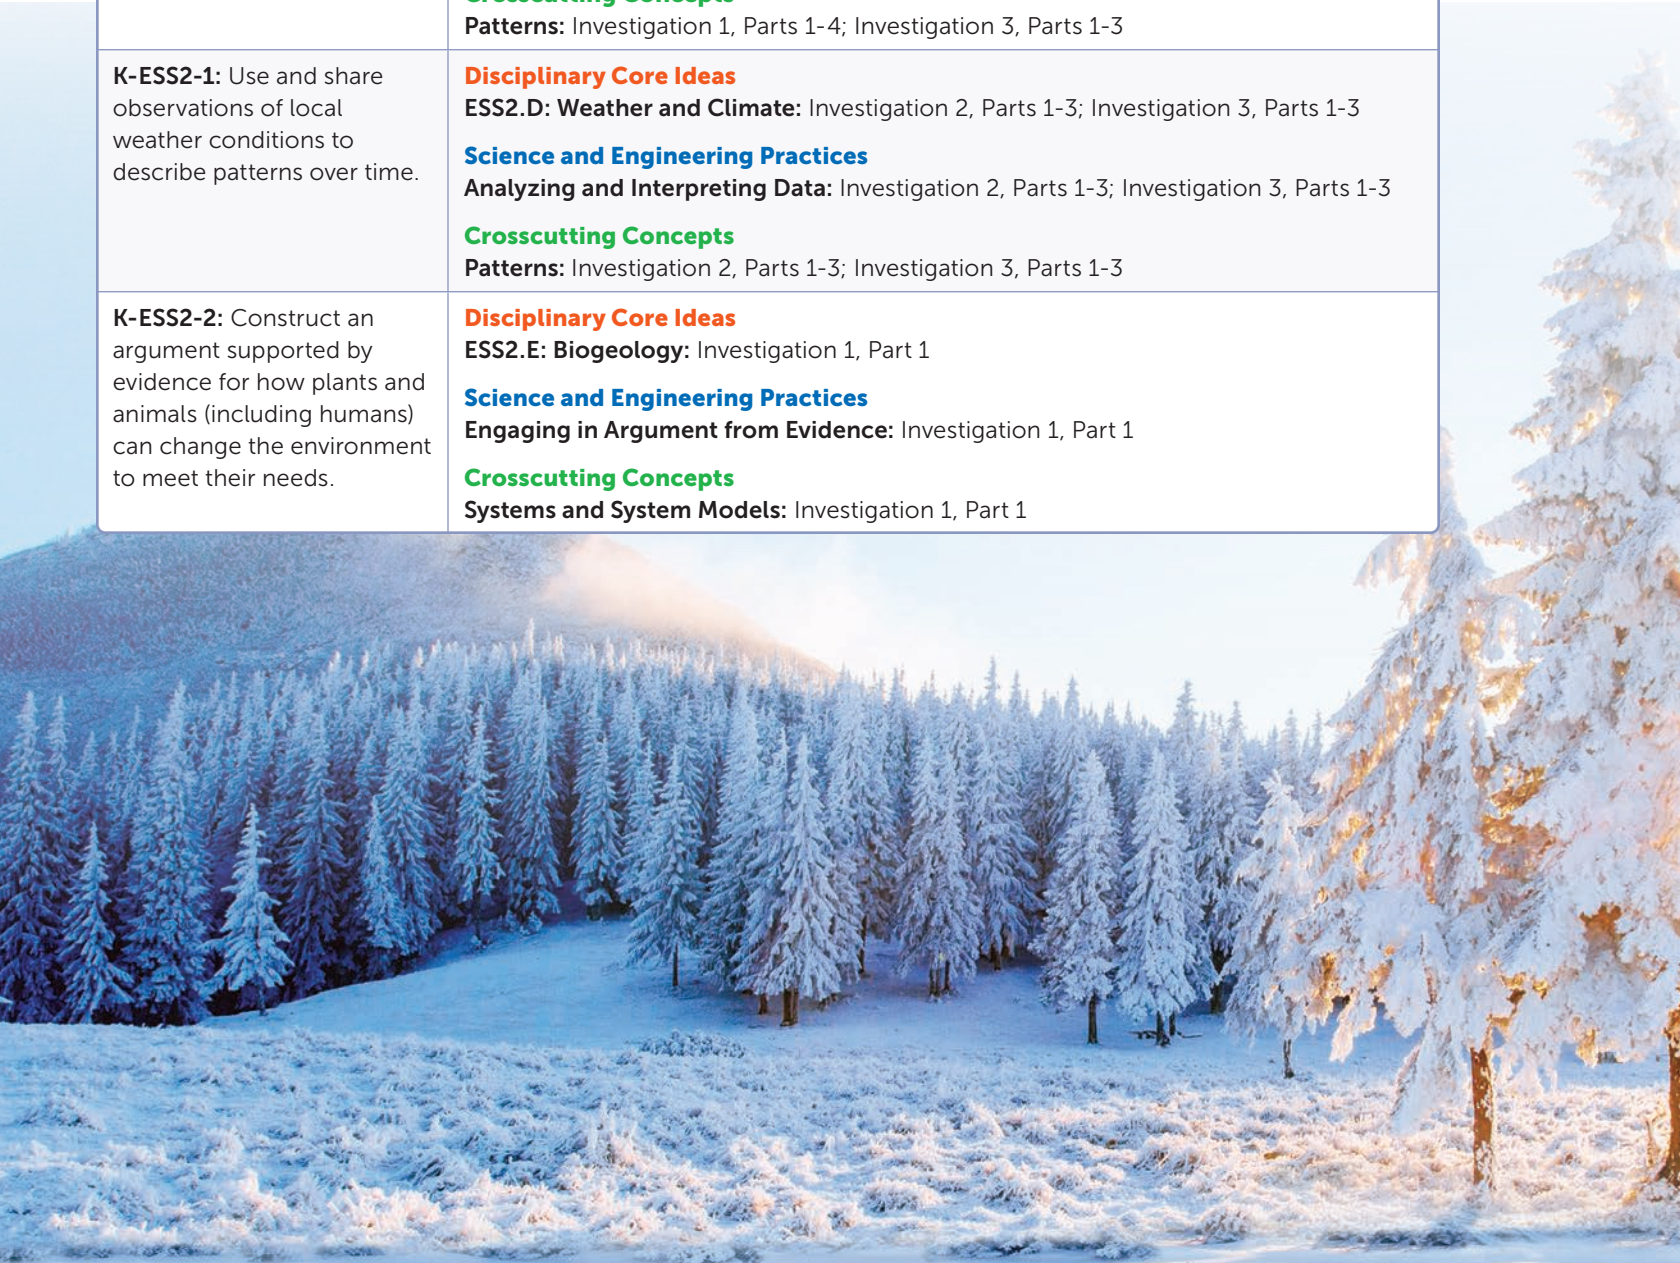 Crosscutting Concepts
Patterns: Investigation 1, Parts 1-4; Investigation 3, Parts 1-3
K-ESS2-1: Use and share
observations of local
weather conditions to
describe patterns over time.
Disciplinary Core Ideas
ESS2.D: Weather and Climate: Investigation 2, Parts 1-3; Investigation 3, Parts 1-3
Science and Engineering Practices
Analyzing and Interpreting Data: Investigation 2, Parts 1-3; Investigation 3, Parts 1-3
Crosscutting Concepts
Patterns: Investigation 2, Parts 1-3; Investigation 3, Parts 1-3
K-ESS2-2: Construct an
argument supported by
evidence for how plants and
animals (including humans)
can change the environment
to meet their needs.
Disciplinary Core Ideas
ESS2.E: Biogeology: Investigation 1, Part 1
Science and Engineering Practices
Engaging in Argument from Evidence: Investigation 1, Part 1
Crosscutting Concepts
Systems and System Models: Investigation 1, Part 1